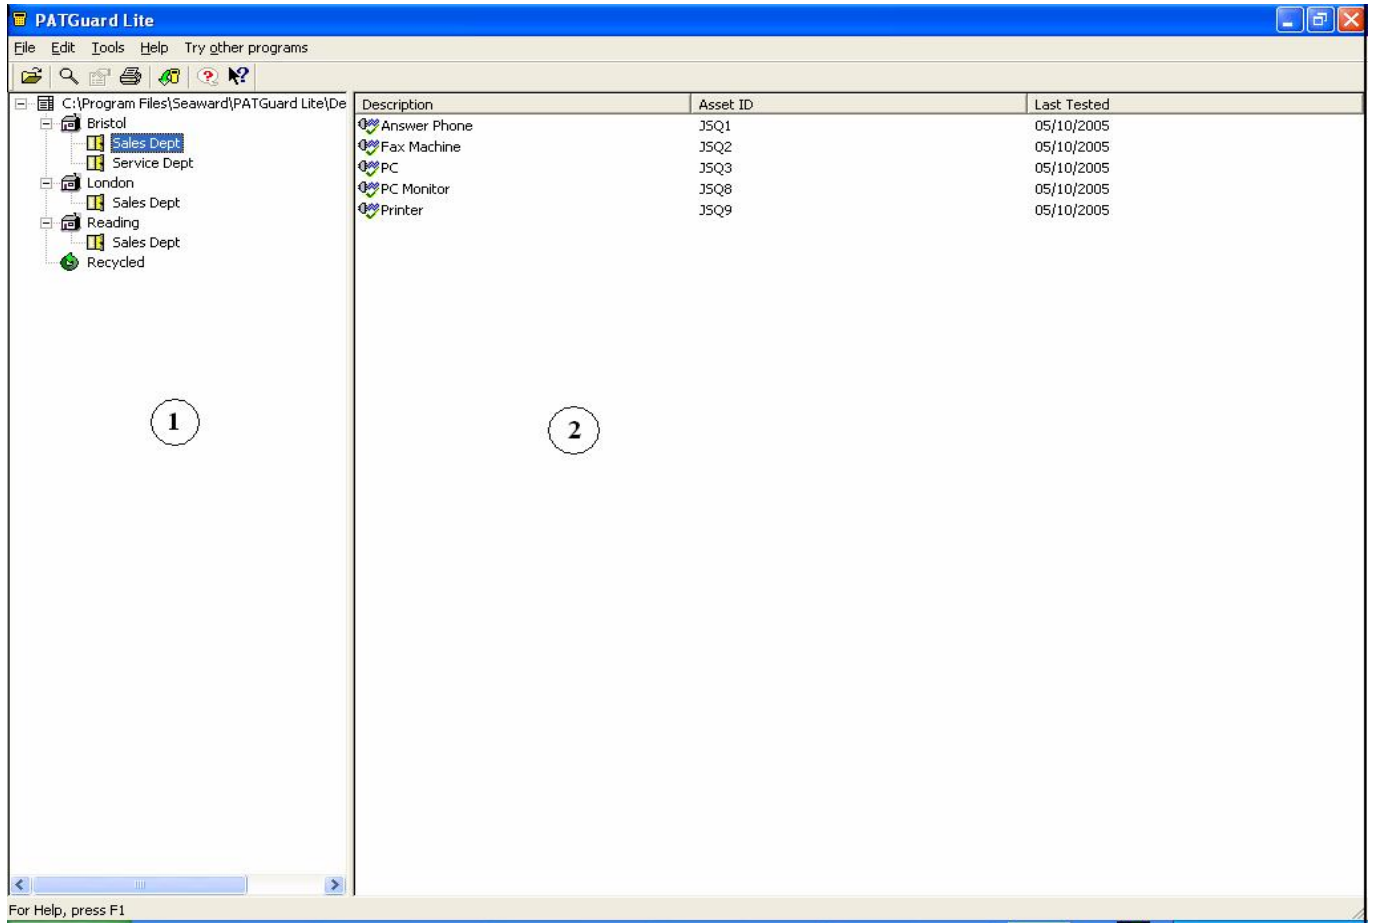 PATGuard Lite
File Edit Tools Help Try other programs
C:\Program Files\Seaward\PATGuard Lite\De
Bristol
Sales Dept
Service Dept
London
Sales Dept
Reading
Sales Dept
Recycled
1
Description Asset ID Last Tested
Answer Phone JSQ1 05/10/2005
Fax Machine JSQ2 05/10/2005
PC JSQ3 05/10/2005
PC Monitor JSQ8 05/10/2005
Printer JSQ9 05/10/2005
2
For Help, press F1